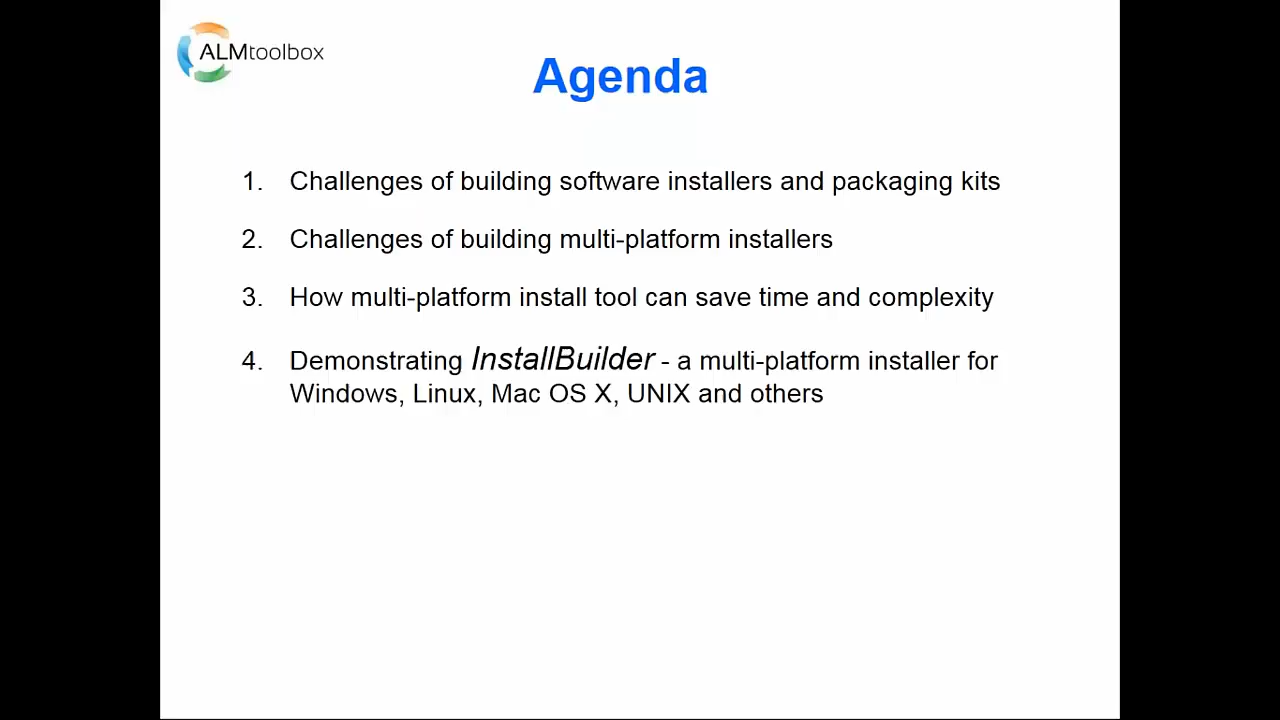 ALMtoolbox
Agenda
1. Challenges of building software installers and packaging kits
2. Challenges of building multi-platform installers
3. How multi-platform install tool can save time and complexity
4. Demonstrating InstallBuilder - a multi-platform installer for
Windows, Linux, Mac OS X, UNIX and others